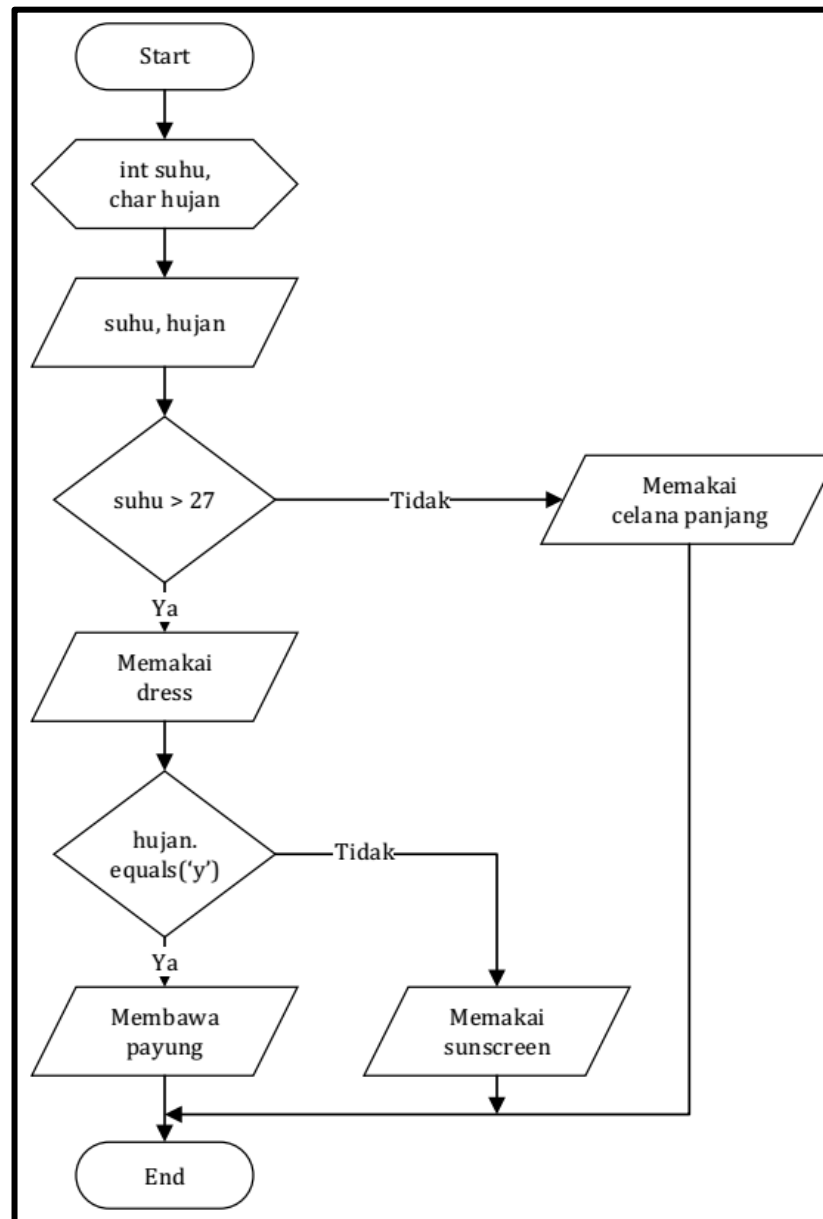 Start
int suhu,
char hujan
suhu, hujan
suhu > 27
Tidak
Memakai
celana panjang
Ya
Memakai
dress
hujan.
equals(‘y’)
Tidak
Ya
Membawa
payung
Memakai
sunscreen
End